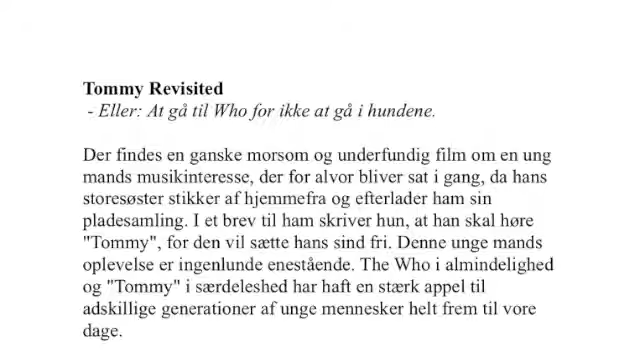 Tommy Revisited
- Eller: At gå til Who for ikke at gå i hundene.
Der findes en ganske morsom og underfundig film om en ung
mands musikinteresse, der for alvor bliver sat i gang, da hans
storesøster stikker af hjemmefra og efterlader ham sin
pladesamling. I et brev til ham skriver hun, at han skal høre
"Tommy", for den vil sætte hans sind fri. Denne unge mands
oplevelse er ingenlunde enestående. The Who i almindelighed
og "Tommy" i særdeleshed har haft en stærk appel til
adskillige generationer af unge mennesker helt frem til vore
dage.